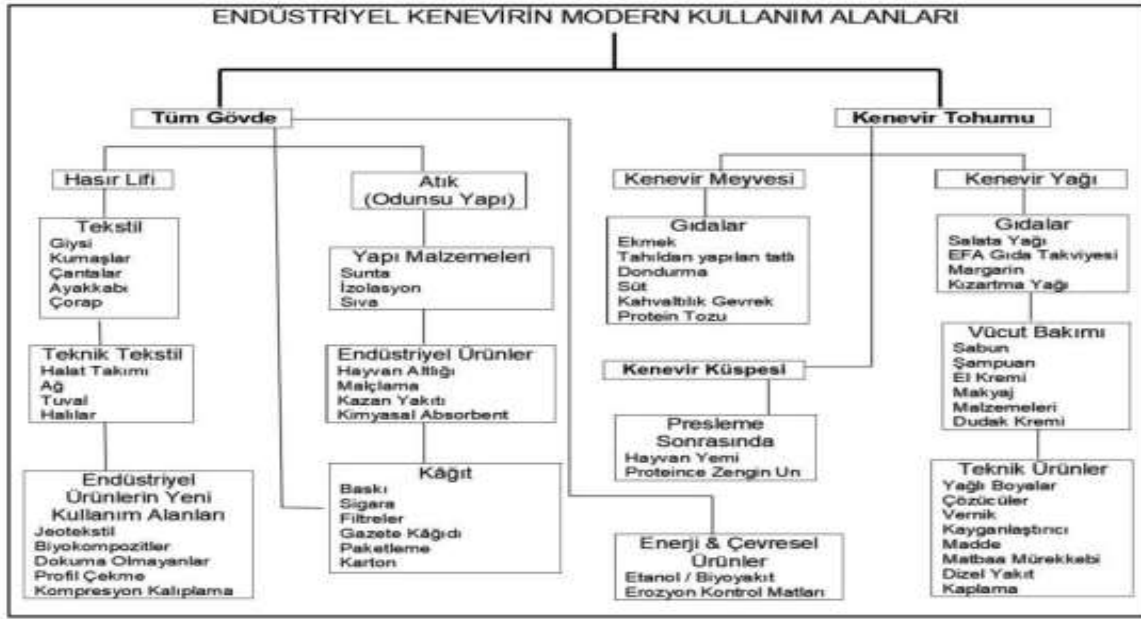 ENDÜSTRİYEL KENEVİRİN MODERN KULLANIM ALANLARI
Tüm Gövde
Kenevir Tohumu
Hasır Lifi
Atık
(Odunsu Yapı)
Kenevir Meyvesi
Kenevir Yağı
Tekstil
Giysi
Kumaşlar
Çantalar
Ayakkabı
Çorap
Yapı Malzemeleri
Sunta
İzolasyon
Sıva
Gıdalar
Ekmek
Tahıldan yapılan tatlı
Dondurma
Süt
Kahvaltılık Gevrek
Protein Tozu
Gıdalar
Salata Yağı
EFA Gıda Takviyesi
Margarin
Kızartma Yağı
Teknik Tekstil
Halat Takımı
Ağ
Tuval
Halılar
Endüstriyel Ürünler
Hayvan Altlığı
Malçlama
Kazan Yakıtı
Kimyasal Absorbent
Kenevir Küspesi
Vücut Bakımı
Sabun
Şampuan
El Kremi
Makyaj
Malzemeleri
Dudak Kremi
Presleme
Sonrasında
Hayvan Yemi
Proteince Zengin Un
Endüstriyel
Ürünlerin Yeni
Kullanım Alanları
Jeotekstil
Biyokompozitler
Dokuma Olmayanlar
Profil Çekme
Kompresyon Kalıplama
Kâğıt
Baskı
Sigara
Filtreler
Gazete Kâğıdı
Paketleme
Karton
Enerji & Çevresel
Ürünler
Etanol / Biyoyakıt
Erozyon Kontrol Matları
Teknik Ürünler
Yağlı Boyalar
Çözücüler
Vernik
Kayganlaştırıcı
Madde
Matbaa Mürekkebi
Dizel Yakıt
Kaplama